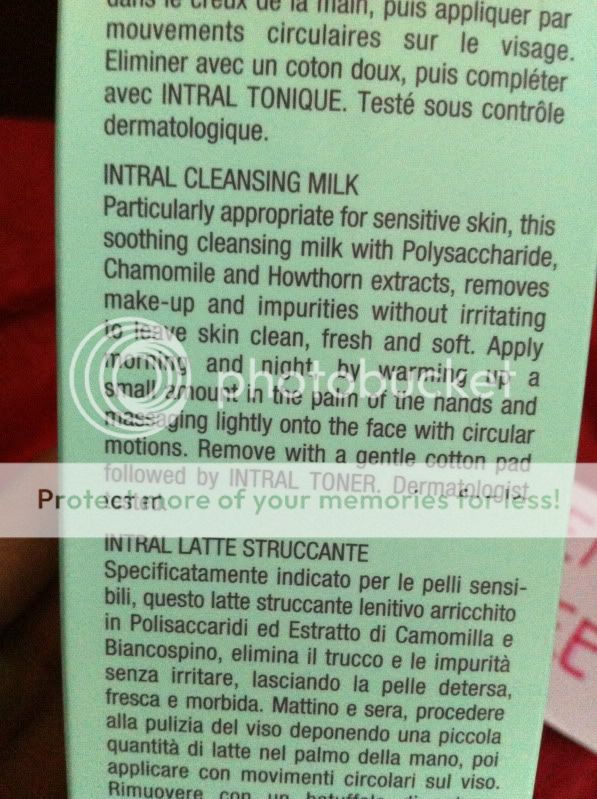 dans le creux de la main, puis appliquer par
mouvements circulaires sur le visage.
Eliminer avec un coton doux, puis compléter
avec INTRAL TONIQUE. Testé sous contrôle
dermatologique.
INTRAL CLEANSING MILK
Particularly appropriate for sensitive skin, this
soothing cleansing milk with Polysaccharide,
Chamomile and Howthorn extracts, removes
make-up and impurities without irritating
to leave skin clean, fresh and soft. Apply
morning and night by warming up a
small amount in the palm of the hands and
massaging lightly onto the face with circular
motions. Remove with a gentle cotton pad
followed by INTRAL TONER. Dermatologist
tested.
photobucket
Protect more of your memories for less!
INTRAL LATTE STRUCCANTE
Specificatamente indicato per le pelli sensi-
bili, questo latte struccante lenitivo arricchito
in Polisaccaridi ed Estratto di Camomilla e
Biancospino, elimina il trucco e le impurità
senza irritare, lasciando la pelle detersa,
fresca e morbida. Mattino e sera, procedere
alla pulizia del viso deponendo una piccola
quantità di latte nel palmo della mano, poi
applicare con movimenti circolari sul viso.
Rimuovere con un batuffolo